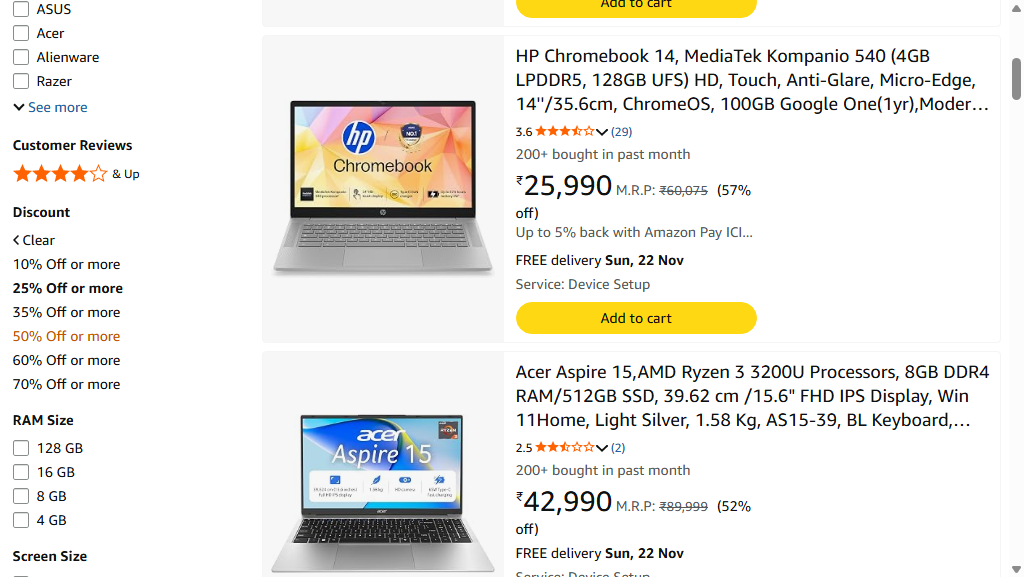 ASUS
Acer
Alienware
Razer
See more
Customer Reviews
& Up
Discount
Clear
10% Off or more
25% Off or more
35% Off or more
50% Off or more
60% Off or more
70% Off or more
RAM Size
128 GB
16 GB
8 GB
4 GB
Screen Size
Add to cart
hp
NO.1
Chromebook
HP Chromebook 14, MediaTek Kompanio 540 (4GB
LPDDR5, 128GB UFS) HD, Touch, Anti-Glare, Micro-Edge,
14''/35.6cm, ChromeOS, 100GB Google One(1yr),Moder...
3.6 (29)
200+ bought in past month
₹25,990 M.R.P: ₹60,075 (57%
off)
Up to 5% back with Amazon Pay ICI...
FREE delivery Sun, 22 Nov
Service: Device Setup
Add to cart
acer
Aspire 15
RYZEN
acer
Acer Aspire 15,AMD Ryzen 3 3200U Processors, 8GB DDR4
RAM/512GB SSD, 39.62 cm /15.6" FHD IPS Display, Win
11Home, Light Silver, 1.58 Kg, AS15-39, BL Keyboard,...
2.5 (2)
200+ bought in past month
₹42,990 M.R.P: ₹89,999 (52%
off)
FREE delivery Sun, 22 Nov
Service: Device Setup